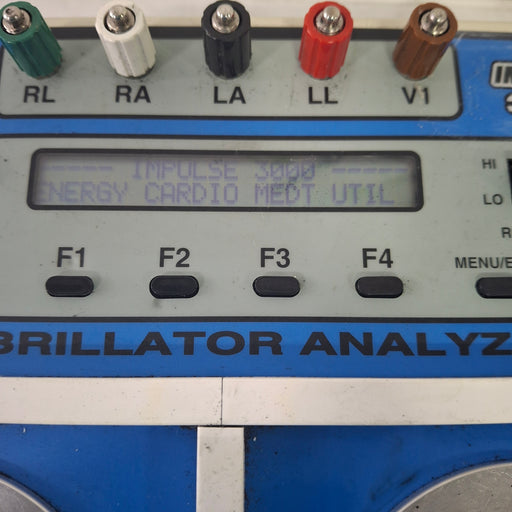 RL RA LA LL V1
IM
HI
----- IMPULSE 3000 -----
ENERGY CARDIO MEDT UTIL
LO
R
F1 F2 F3 F4
MENU/E
BRILLATOR ANALYZ